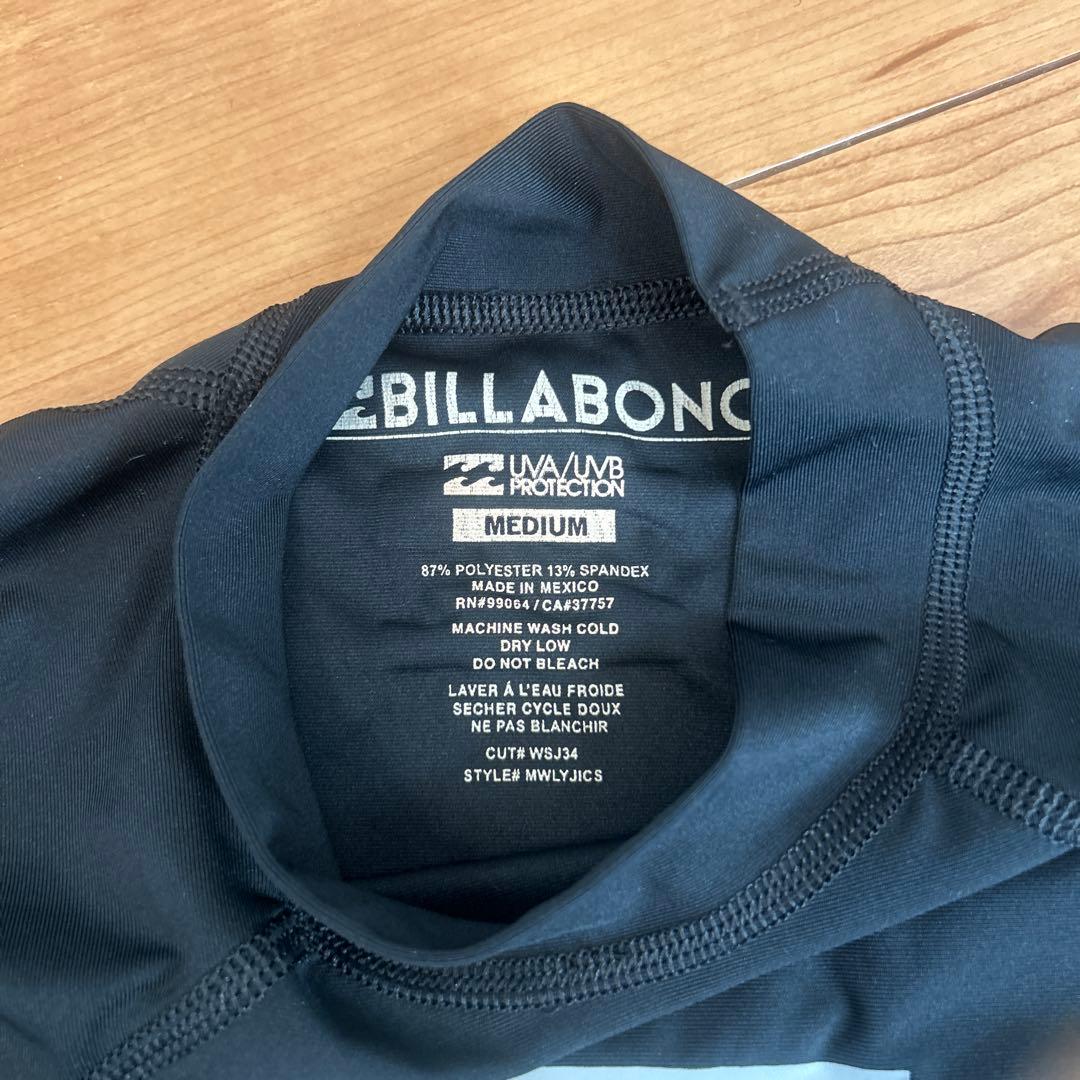 BILLABONG
UVA/UVB
PROTECTION
MEDIUM
87% POLYESTER 13% SPANDEX
MADE IN MEXICO
RN#99064 / CA#37757
MACHINE WASH COLD
DRY LOW
DO NOT BLEACH
LAVER Á L'EAU FROIDE
SECHER CYCLE DOUX
NE PAS BLANCHIR
CUT# WSJ34
STYLE# MWLYJICS